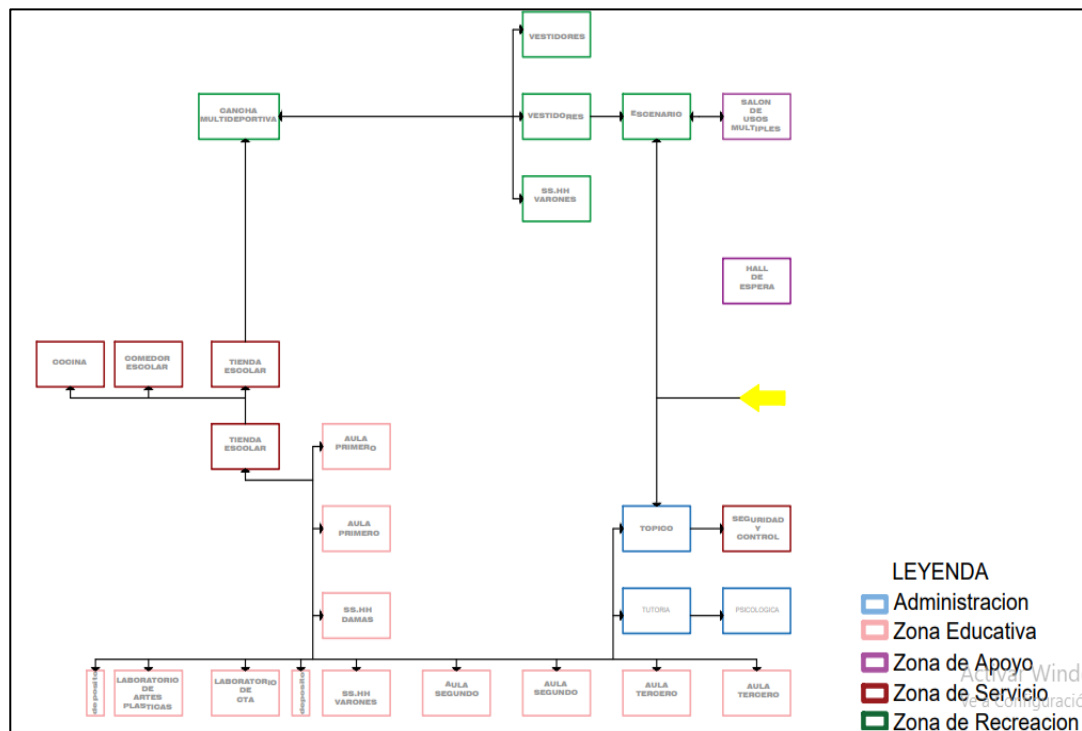 VESTIDORES
CANCHA
MULTIDEPORTIVA
VESTIDORES
ESCENARIO
SALON
DE
USOS
MULTIPLES
SS.HH
VARONES
HALL
DE
ESPERA
COCINA
COMEDOR
ESCOLAR
TIENDA
ESCOLAR
TIENDA
ESCOLAR
AULA
PRIMERO
AULA
PRIMERO
TOPICO
SEGURIDAD
Y
CONTROL
SS.HH
DAMAS
TUTORIA
PSICOLOGICA
deposito
LABORATORIO
DE
ARTES
PLASTICAS
LABORATORIO
DE
CTA
deposito
SS.HH
VARONES
AULA
SEGUNDO
AULA
SEGUNDO
AULA
TERCERO
AULA
TERCERO
LEYENDA
Administracion
Zona Educativa
Zona de Apoyo
Zona de Servicio
Zona de Recreacion
Activar Wind
Ve a Configuració